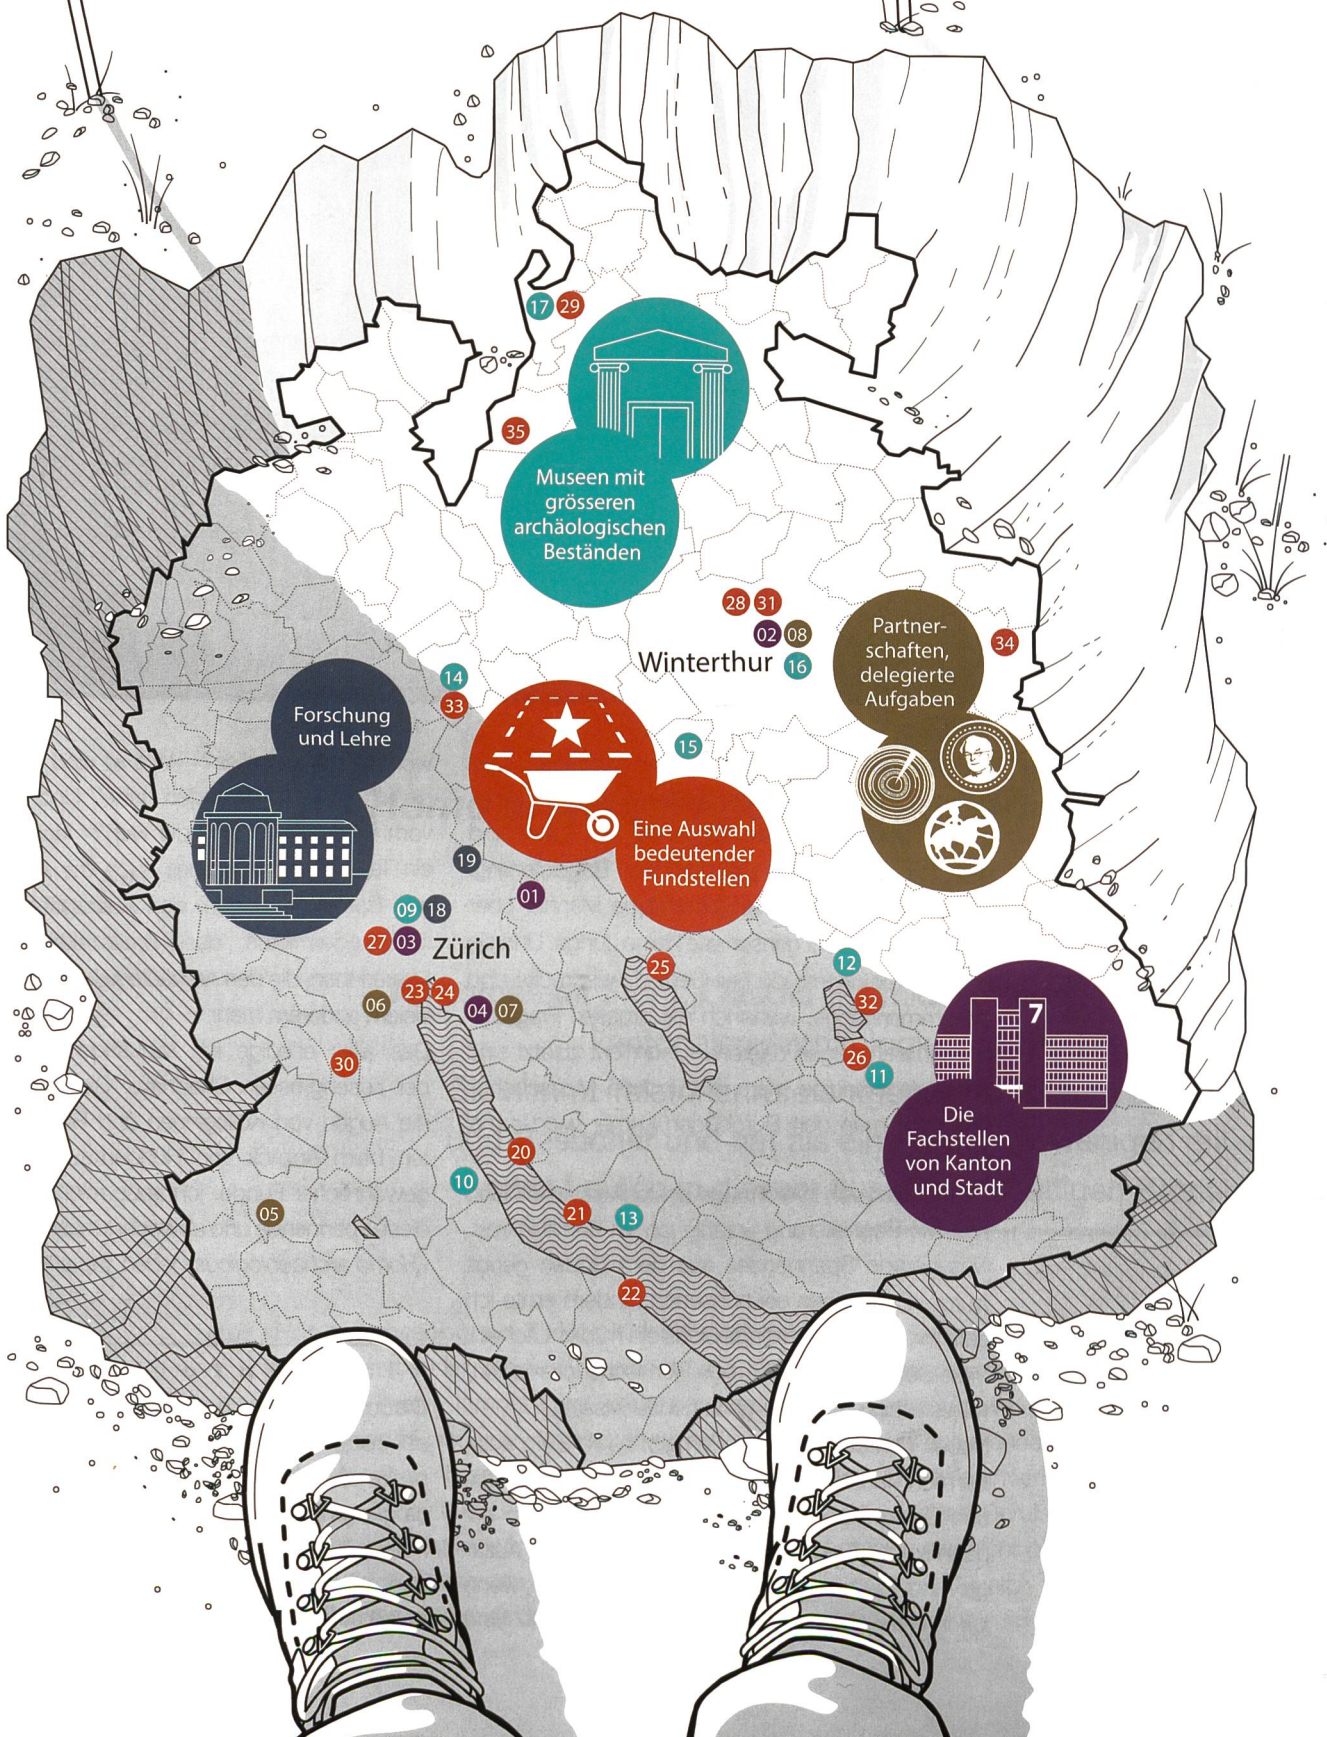 17 29
35
Museen mit
grösseren
archäologischen
Beständen
28 31
02 08
Winterthur 16
Partner-
schaften,
delegierte
Aufgaben
34
14
33
Forschung
und Lehre
15
Eine Auswahl
bedeutender
Fundstellen
19
01
09 18
27 03 Zürich
23 24
06
04 07
25
12
32
26
11
7
Die
Fachstellen
von Kanton
und Stadt
30
20
10
21 13
05
22